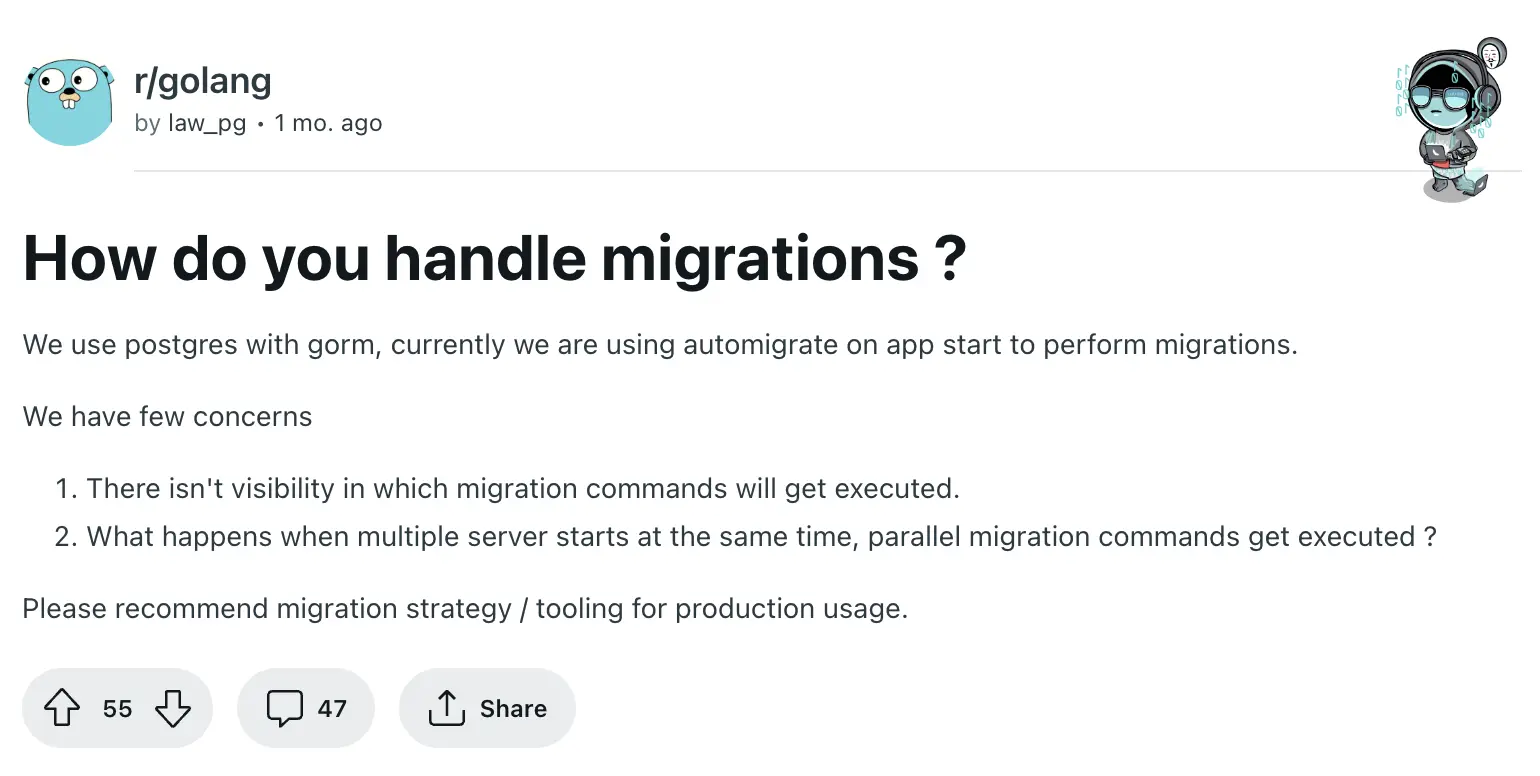 r/golang
by law_pg • 1 mo. ago
How do you handle migrations ?
We use postgres with gorm, currently we are using automigrate on app start to perform migrations.
We have few concerns
1. There isn't visibility in which migration commands will get executed.
2. What happens when multiple server starts at the same time, parallel migration commands get executed ?
Please recommend migration strategy / tooling for production usage.
55 47 Share